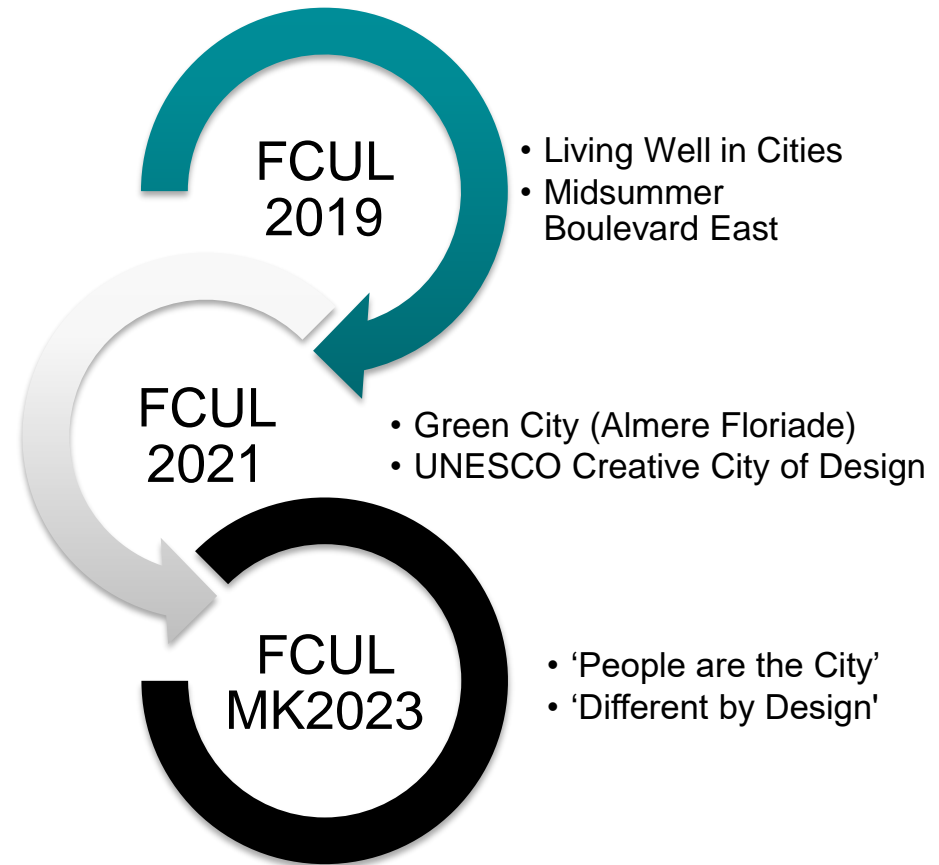 FCUL
2019
• Living Well in Cities
• Midsummer
Boulevard East
FCUL
2021
• Green City (Almere Floriade)
• UNESCO Creative City of Design
FCUL
MK2023
• ‘People are the City’
• ‘Different by Design'